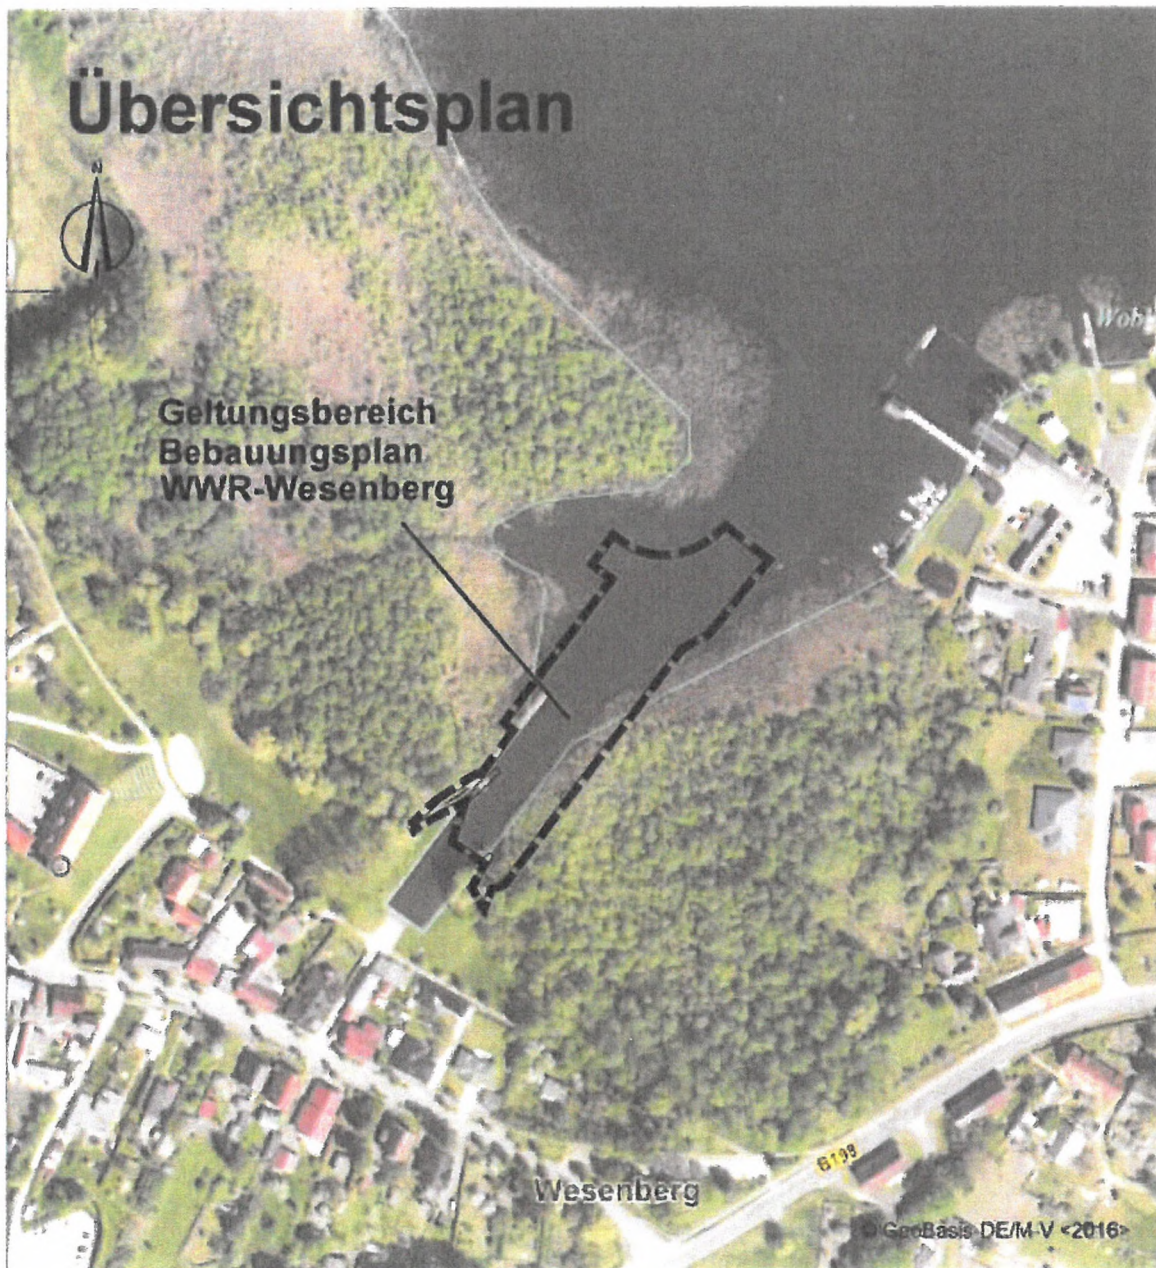 Übersichtsplan
N
Geltungsbereich
Bebauungsplan
WWR-Wesenberg
B198
Wesenberg
© GeoBasis-DE/M-V <2016>